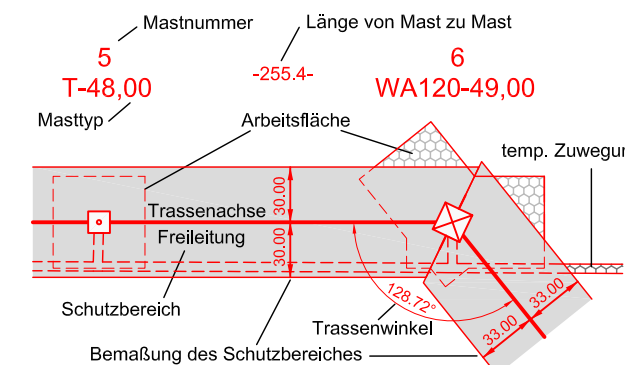 Mastnummer
Länge von Mast zu Mast
5
-255.4-
6
T-48,00
WA120-49,00
Masttyp
Arbeitsfläche
temp. Zuwegun
30.00
Trassenachse
Freileitung
30.00
128.72°
33.00
33.00
Schutzbereich
Trassenwinkel
Bemaßung des Schutzbereiches